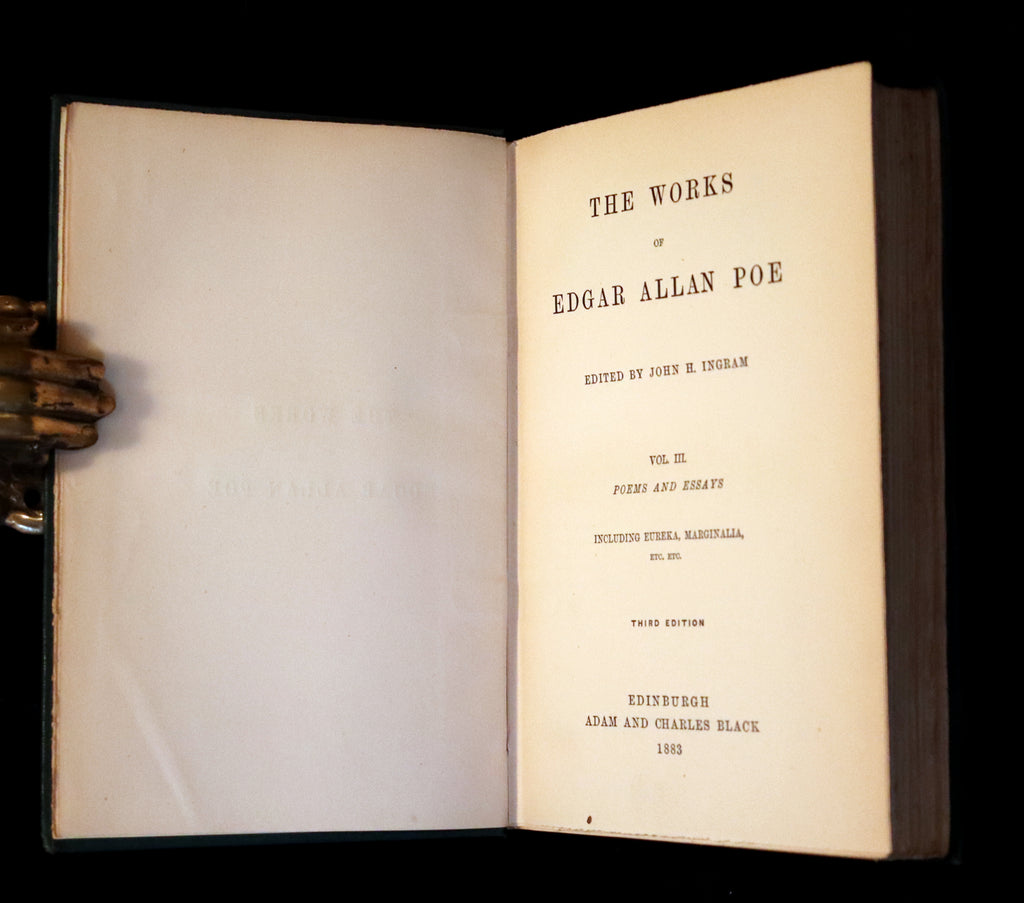 THE WORKS
OF
EDGAR ALLAN POE
EDITED BY JOHN H. INGRAM
VOL. III.
POEMS AND ESSAYS
INCLUDING EUREKA, MARGINALIA,
ETC. ETC.
THIRD EDITION
EDINBURGH
ADAM AND CHARLES BLACK
1883